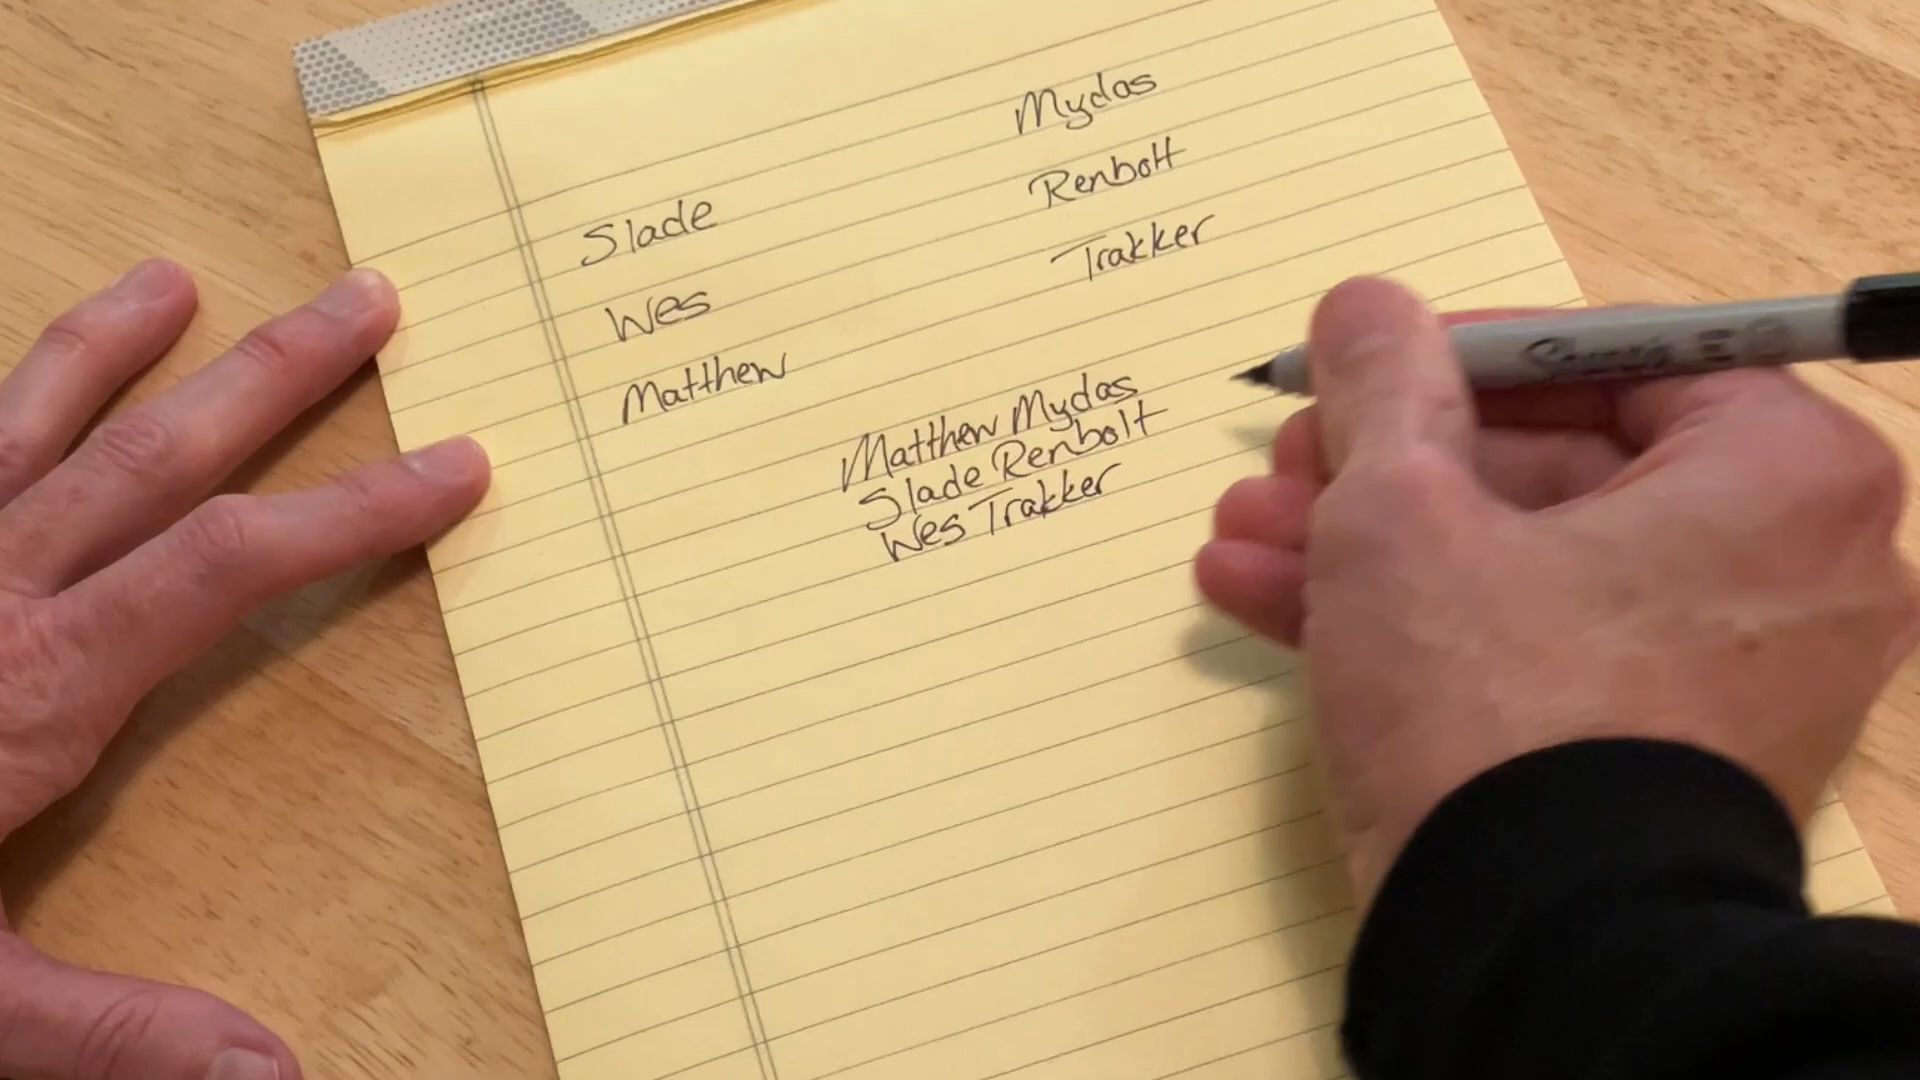 Mydas
Renbolt
Trakker
Slade
Wes
Matthew
Matthew Mydas
Slade Renbolt
Wes Trakker